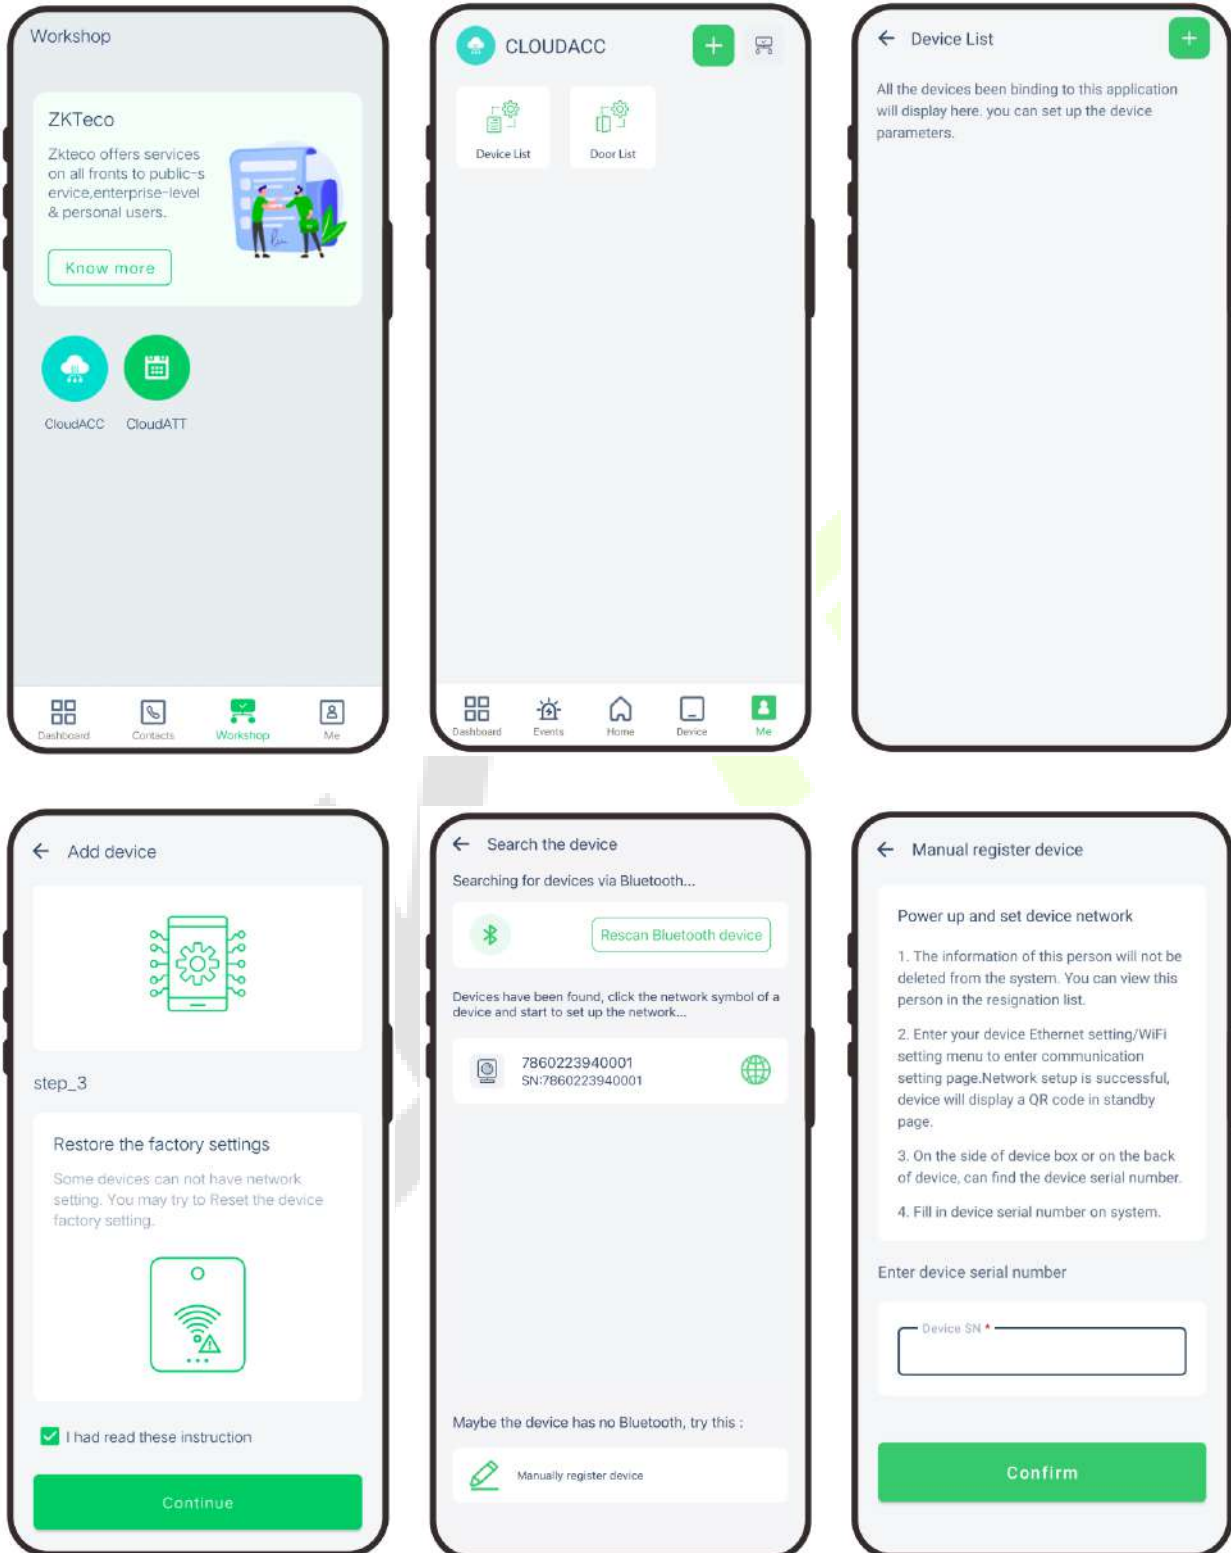 Workshop
ZKTeco
Zkteco offers services
on all fronts to public-s
ervice,enterprise-level
& personal users.
Know more
CloudACC
CloudATT
Dashboard
Contacts
Workshop
Me
CLOUDACC
Device List
Door List
Dashboard
Events
Home
Device
Me
Device List
All the devices been binding to this application
will display here. you can set up the device
parameters.
Add device
step_3
Restore the factory settings
Some devices can not have network
setting. You may try to Reset the device
factory setting.
I had read these instruction
Continue
Search the device
Searching for devices via Bluetooth...
Rescan Bluetooth device
Devices have been found, click the network symbol of a
device and start to set up the network...
7860223940001
SN:7860223940001
Maybe the device has no Bluetooth, try this :
Manually register device
Manual register device
Power up and set device network
1. The information of this person will not be
deleted from the system. You can view this
person in the resignation list.
2. Enter your device Ethernet setting/WiFi
setting menu to enter communication
setting page.Network setup is successful,
device will display a QR code in standby
page.
3. On the side of device box or on the back
of device, can find the device serial number.
4. Fill in device serial number on system.
Enter device serial number
Device SN *
Confirm